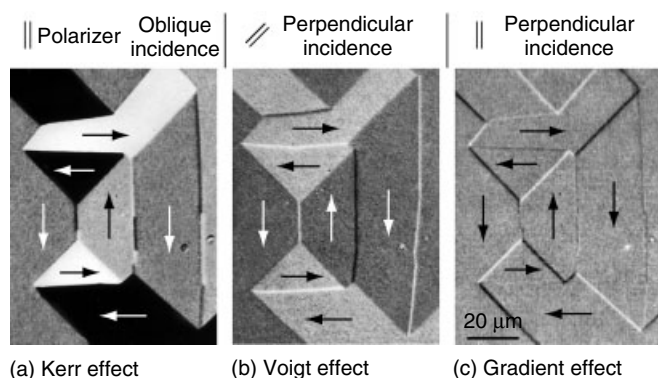 Polarizer
Oblique incidence
Perpendicular incidence
Perpendicular incidence
20 μm
(a) Kerr effect
(b) Voigt effect
(c) Gradient effect